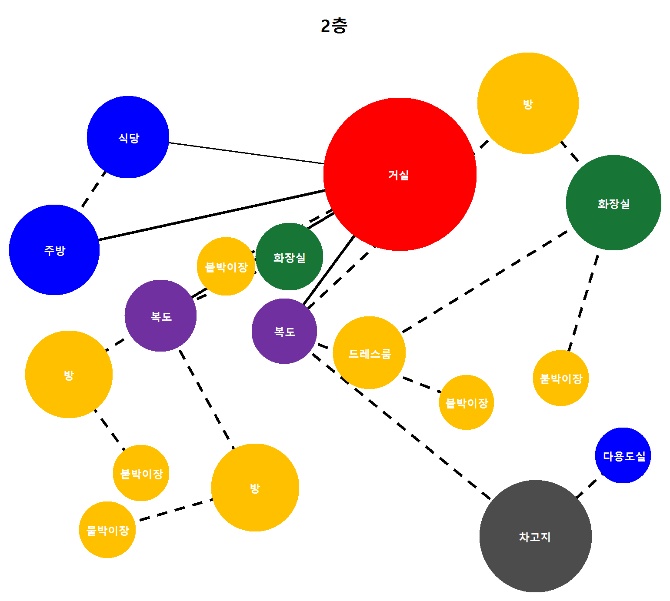 2층
방
식당
거실
화장실
주방
화장실
붙박이장
복도
복도
드레스룸
방
붙박이장
붙박이장
다용도실
붙박이장
방
붙박이장
차고지